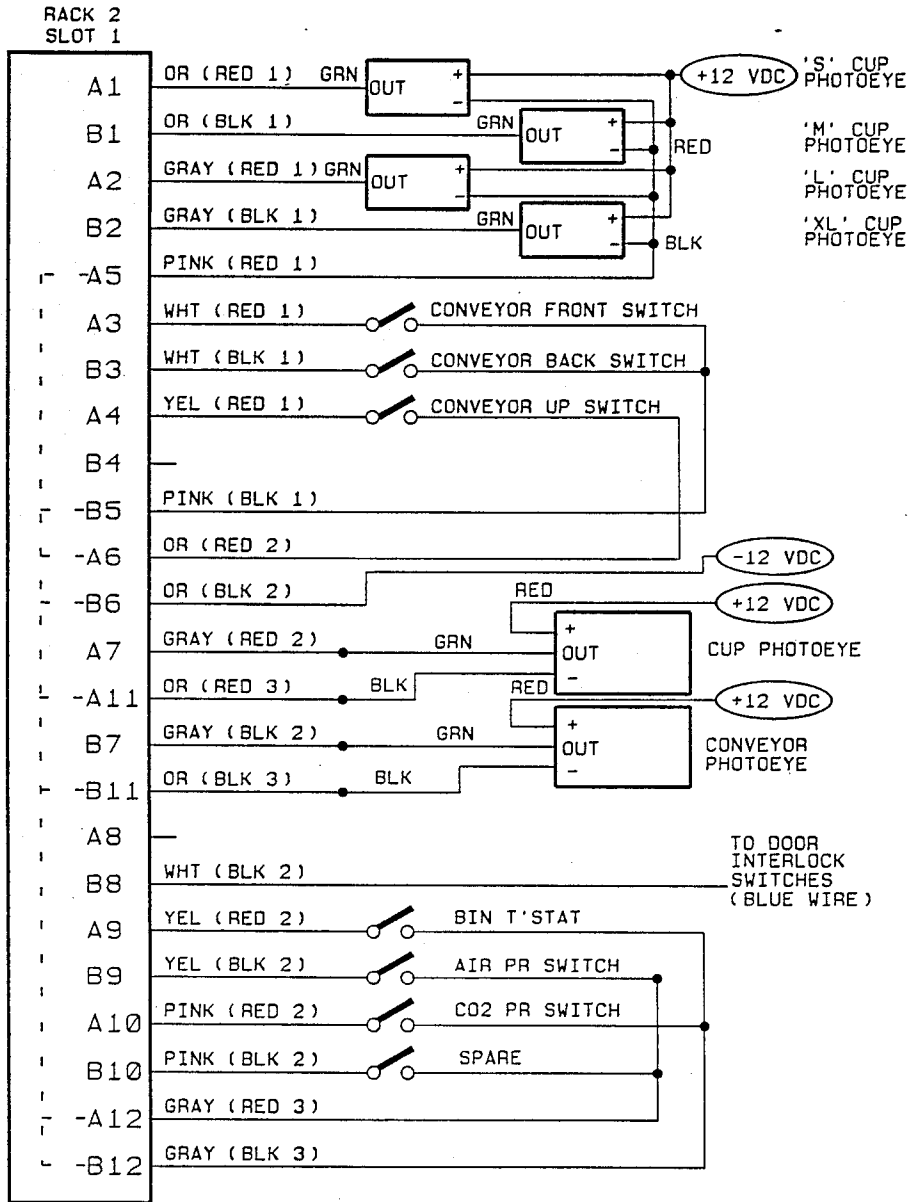 RACK 2
SLOT 1
A1 OR (RED 1) GRN OUT + - +12 VDC 'S' CUP
PHOTOEYE
B1 OR (BLK 1) GRN OUT + - RED 'M' CUP
PHOTOEYE
A2 GRAY (RED 1) GRN OUT + - 'L' CUP
PHOTOEYE
B2 GRAY (BLK 1) GRN OUT + - BLK 'XL' CUP
PHOTOEYE
-A5 PINK (RED 1)
A3 WHT (RED 1) CONVEYOR FRONT SWITCH
B3 WHT (BLK 1) CONVEYOR BACK SWITCH
A4 YEL (RED 1) CONVEYOR UP SWITCH
B4
-B5 PINK (BLK 1)
-A6 OR (RED 2) -12 VDC
-B6 OR (BLK 2) RED +12 VDC
+
A7 GRAY (RED 2) GRN OUT CUP PHOTOEYE
-
-A11 OR (RED 3) BLK RED +12 VDC
+
B7 GRAY (BLK 2) GRN OUT CONVEYOR
PHOTOEYE
-
-B11 OR (BLK 3) BLK
A8
TO DOOR
INTERLOCK
SWITCHES
(BLUE WIRE)
B8 WHT (BLK 2)
A9 YEL (RED 2) BIN T'STAT
B9 YEL (BLK 2) AIR PR SWITCH
A10 PINK (RED 2) CO2 PR SWITCH
B10 PINK (BLK 2) SPARE
-A12 GRAY (RED 3)
-B12 GRAY (BLK 3)